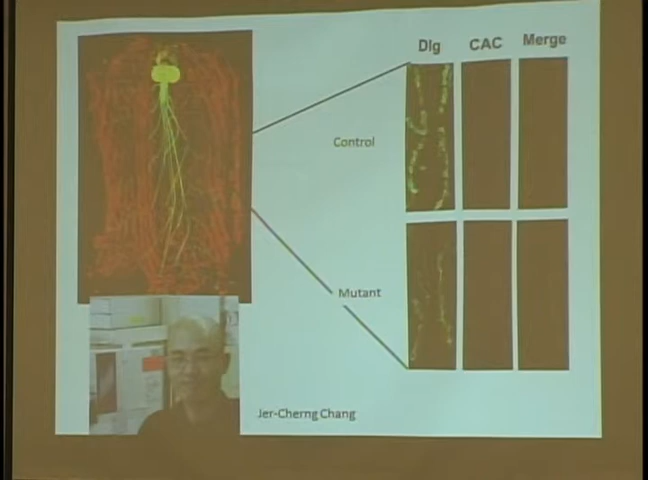 Dlg CAC Merge
Control
Mutant
Jer-Cherng Chang